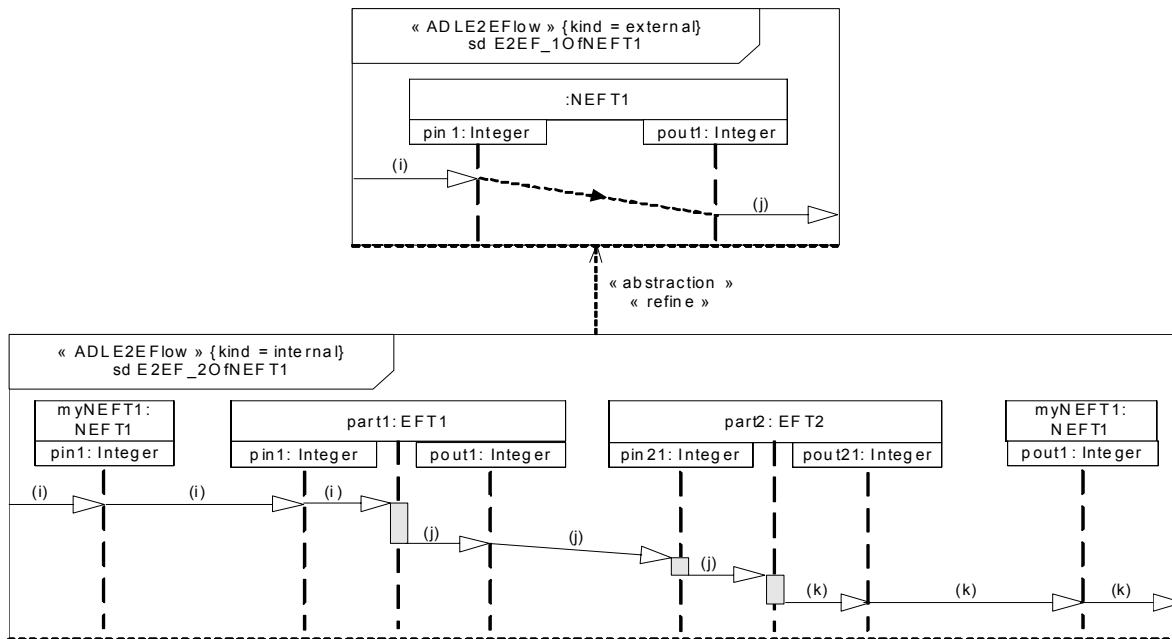 « ADLE2EFlow » {kind = external}
sd E2EF_1OfNEFT1
:NEFT1
pin1: Integer
pout1: Integer
(i)
(j)
« abstraction »
« refine »
« ADLE2EFlow » {kind = internal}
sd E2EF_2OfNEFT1
myNEFT1:
NEFT1
pin1: Integer
part1: EFT1
pin1: Integer
pout1: Integer
part2: EFT2
pin21: Integer
pout21: Integer
myNEFT1:
NEFT1
pout1: Integer
(i)
(i)
(i)
(j)
(j)
(j)
(k)
(k)
(k)